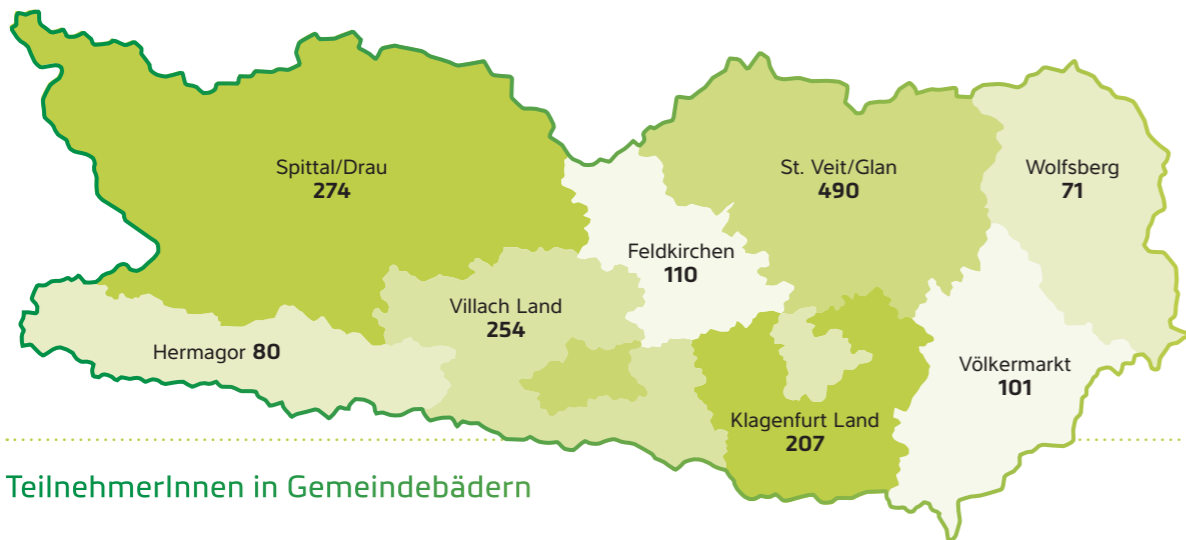 Spittal/Drau
274
St. Veit/Glan
490
Wolfsberg
71
Feldkirchen
110
Villach Land
254
Hermagor 80
Völkermarkt
101
Klagenfurt Land
207
TeilnehmerInnen in Gemeindebädern